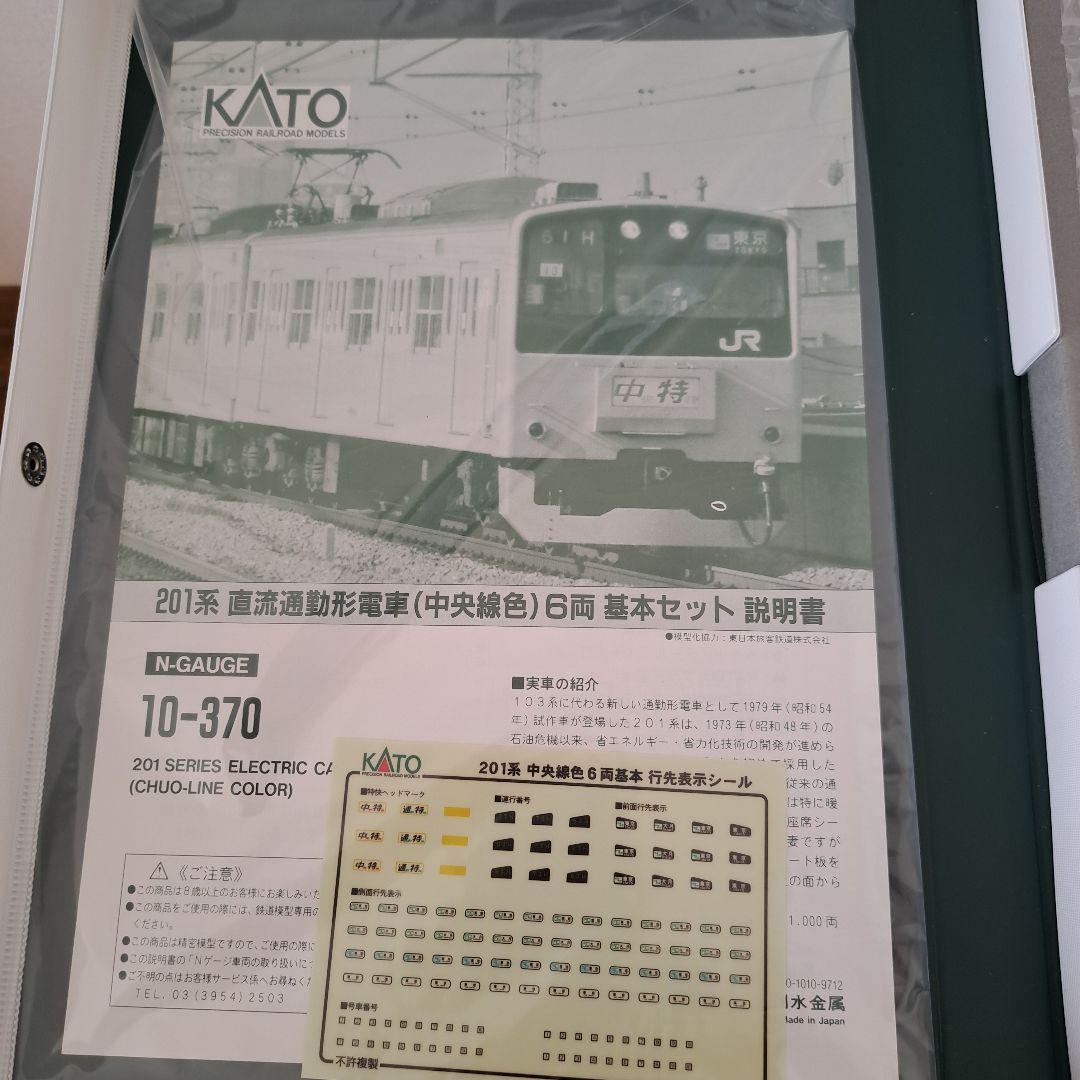 KATO
PRECISION RAILROAD MODELS
61H
東京
TOKYO
13
JR
中特
201系 直流通勤形電車(中央線色)6両 基本セット 説明書
●模型化協力:東日本旅客鉄道株式会社
N-GAUGE
10-370
201 SERIES ELECTRIC CA
(CHUO-LINE COLOR)
■実車の紹介
103系に代わる新しい通勤形電車として1979年(昭和54
年)試作車が登場した201系は、1973年(昭和48年)の
石油危機以来、省エネルギー・省力化技術の開発が進めら
採用した
従来の通
は特に暖
座席シー
妻ですが
ート板を
の面から
1.000両
《ご注意》
●この商品は8歳以上のお客様にお楽しみいた
●この商品をご使用の際には、鉄道模型専用の
ください。
●この商品は精密模型ですので、ご使用の際に
●この説明書の「Nゲージ車両の取り扱いにつ
●ご不明の点はお客様サービス係へお尋ねくだ
TEL.03(3954)2503
0-1010-9712
水金属
Made in Japan
KATO
PRECISION RAILROAD MODELS
201系 中央線色6両基本 行先表示シール
■特快ヘッドマーク
■運行番号
■前面行先表示
中.特. 通.特.
中.特. 通.特.
中.特. 通.特.
■側面行先表示
■号車番号
不許複製